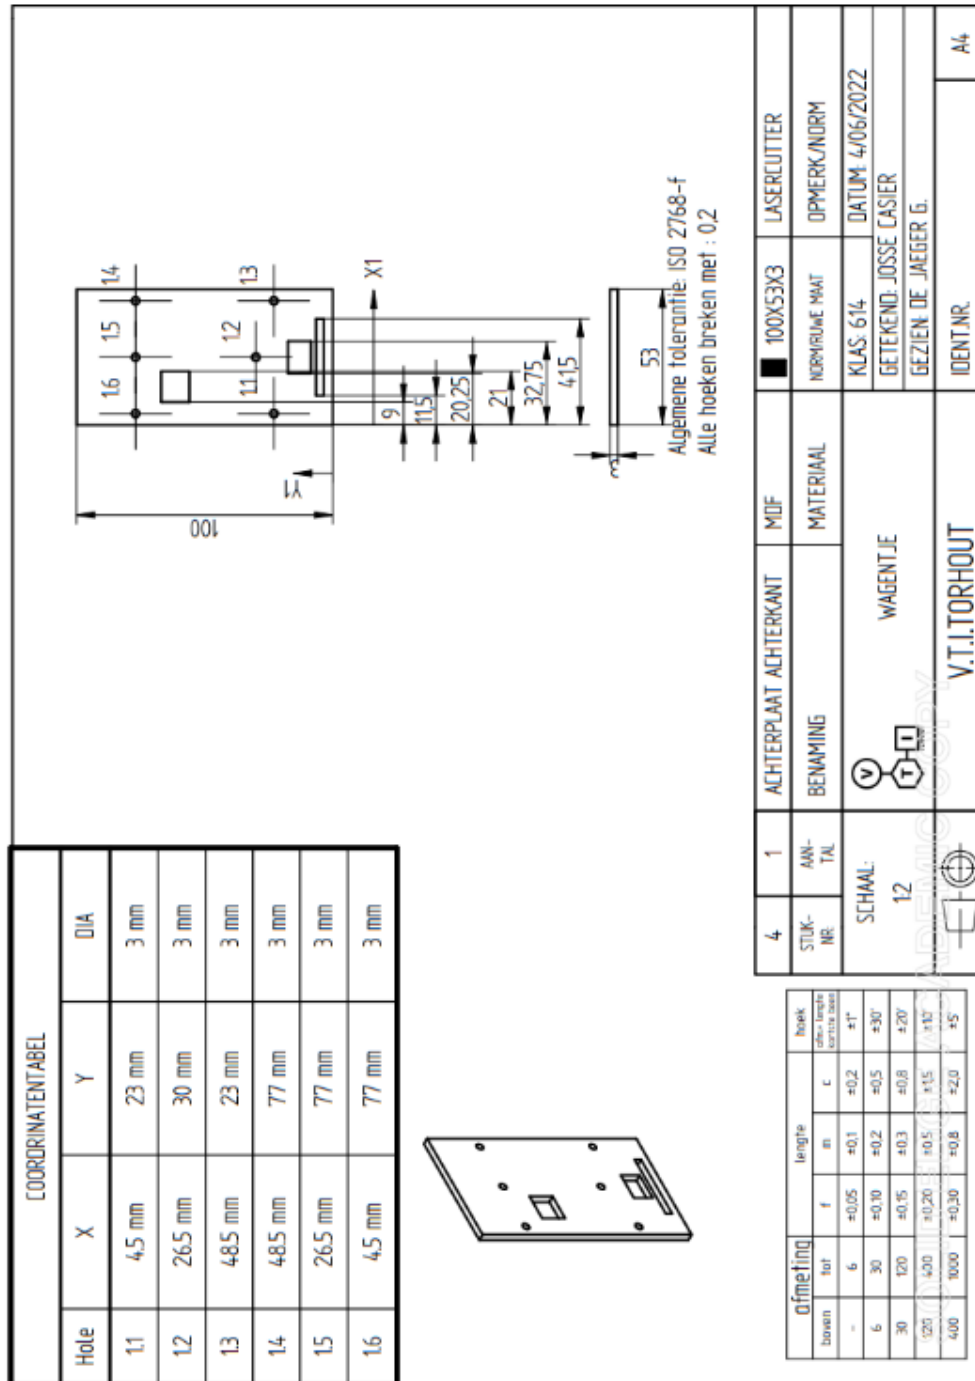 COORDRINATENTABEL
Hole X Y DIA
1.1 4.5 mm 23 mm 3 mm
1.2 26.5 mm 30 mm 3 mm
1.3 48.5 mm 23 mm 3 mm
1.4 48.5 mm 77 mm 3 mm
1.5 26.5 mm 77 mm 3 mm
1.6 4.5 mm 77 mm 3 mm
100
Y1
1.6 1.5 1.4
1.1 1.2 1.3
X1
9
11,5
20,25
21
32,75
41,5
3
53
Algemene tolerantie: ISO 2768-f
Alle hoeken breken met : 0,2
afmeting lengte hoek
boven tot f m c
- 6 ±0,05 ±0,1 ±0,2 ±1°
6 30 ±0,10 ±0,2 ±0,5 ±30'
30 120 ±0,15 ±0,3 ±0,8 ±20'
120 400 ±0,20 ±0,5 ±1,5 ±10'
400 1000 ±0,30 ±0,8 ±2,0 ±5'
4 1 ACHTERPLAAT ACHTERKANT MDF 100X53X3 LASERCUTTER
STUK-NR. AAN-TAL BENAMING MATERIAAL NORM/RUWE MAAT OPMERK/NORM
SCHAAL:
1:2
V T I
WAGENTJE
KLAS: 614 DATUM: 4/06/2022
GETEKEND: JOSSE CASIER
GEZIEN: DE JAEGER G.
V.T.I.TORHOUT
IDENT.NR.
A4
ACADEMIC COPY